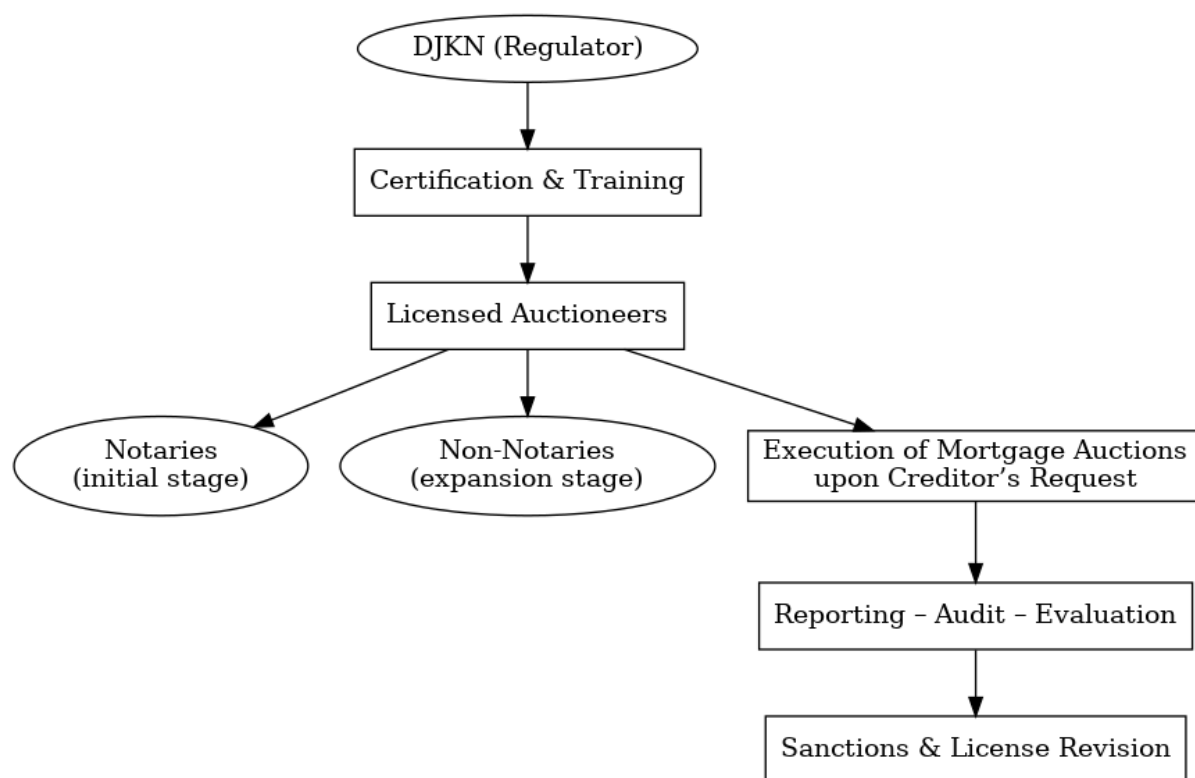 DJKN (Regulator)
Certification & Training
Licensed Auctioneers
Notaries
(initial stage)
Non-Notaries
(expansion stage)
Execution of Mortgage Auctions
upon Creditor’s Request
Reporting – Audit – Evaluation
Sanctions & License Revision